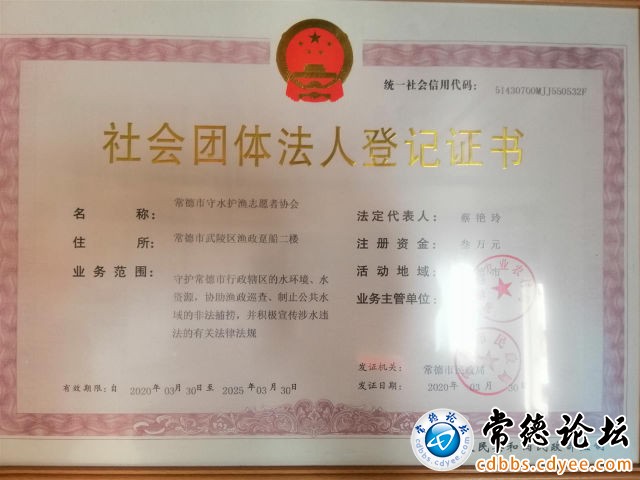 统一社会信用代码: 51430700MJJ550532F
社会团体法人登记证书
名 称: 常德市守水护渔志愿者协会
住 所: 常德市武陵区渔政趸船二楼
业务范围: 守护常德市行政辖区的水环境、水
资源，协助渔政巡查、制止公共水
域的非法捕捞，并积极宣传涉水违
法的有关法律法规
法定代表人: 蔡艳玲
注册资金: 叁万元
活动地域:
业务主管单位:
发证机关: 常德市民政局
发证日期: 2020年03月30日
有效期限:自 2020年03月30日至 2025年03月30日
常德论坛
cdbbs.cdyee.com